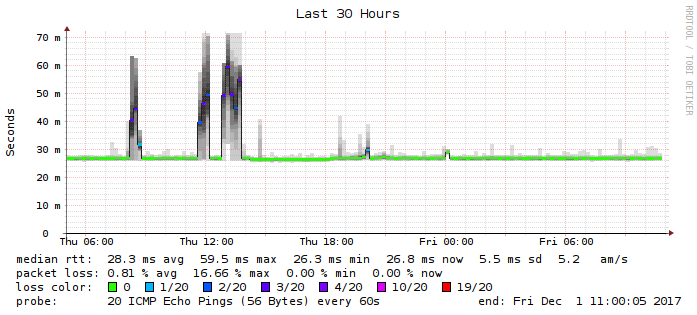 Last 30 Hours
RRDTOOL / TOBI OETIKER
Seconds
70 m
60 m
50 m
40 m
30 m
20 m
10 m
0
Thu 06:00 Thu 12:00 Thu 18:00 Fri 00:00 Fri 06:00
median rtt: 28.3 ms avg 59.5 ms max 26.3 ms min 26.8 ms now 5.5 ms sd 5.2 am/s
packet loss: 0.81 % avg 16.66 % max 0.00 % min 0.00 % now
loss color: 0 1/20 2/20 3/20 4/20 10/20 19/20
probe: 20 ICMP Echo Pings (56 Bytes) every 60s end: Fri Dec 1 11:00:05 2017